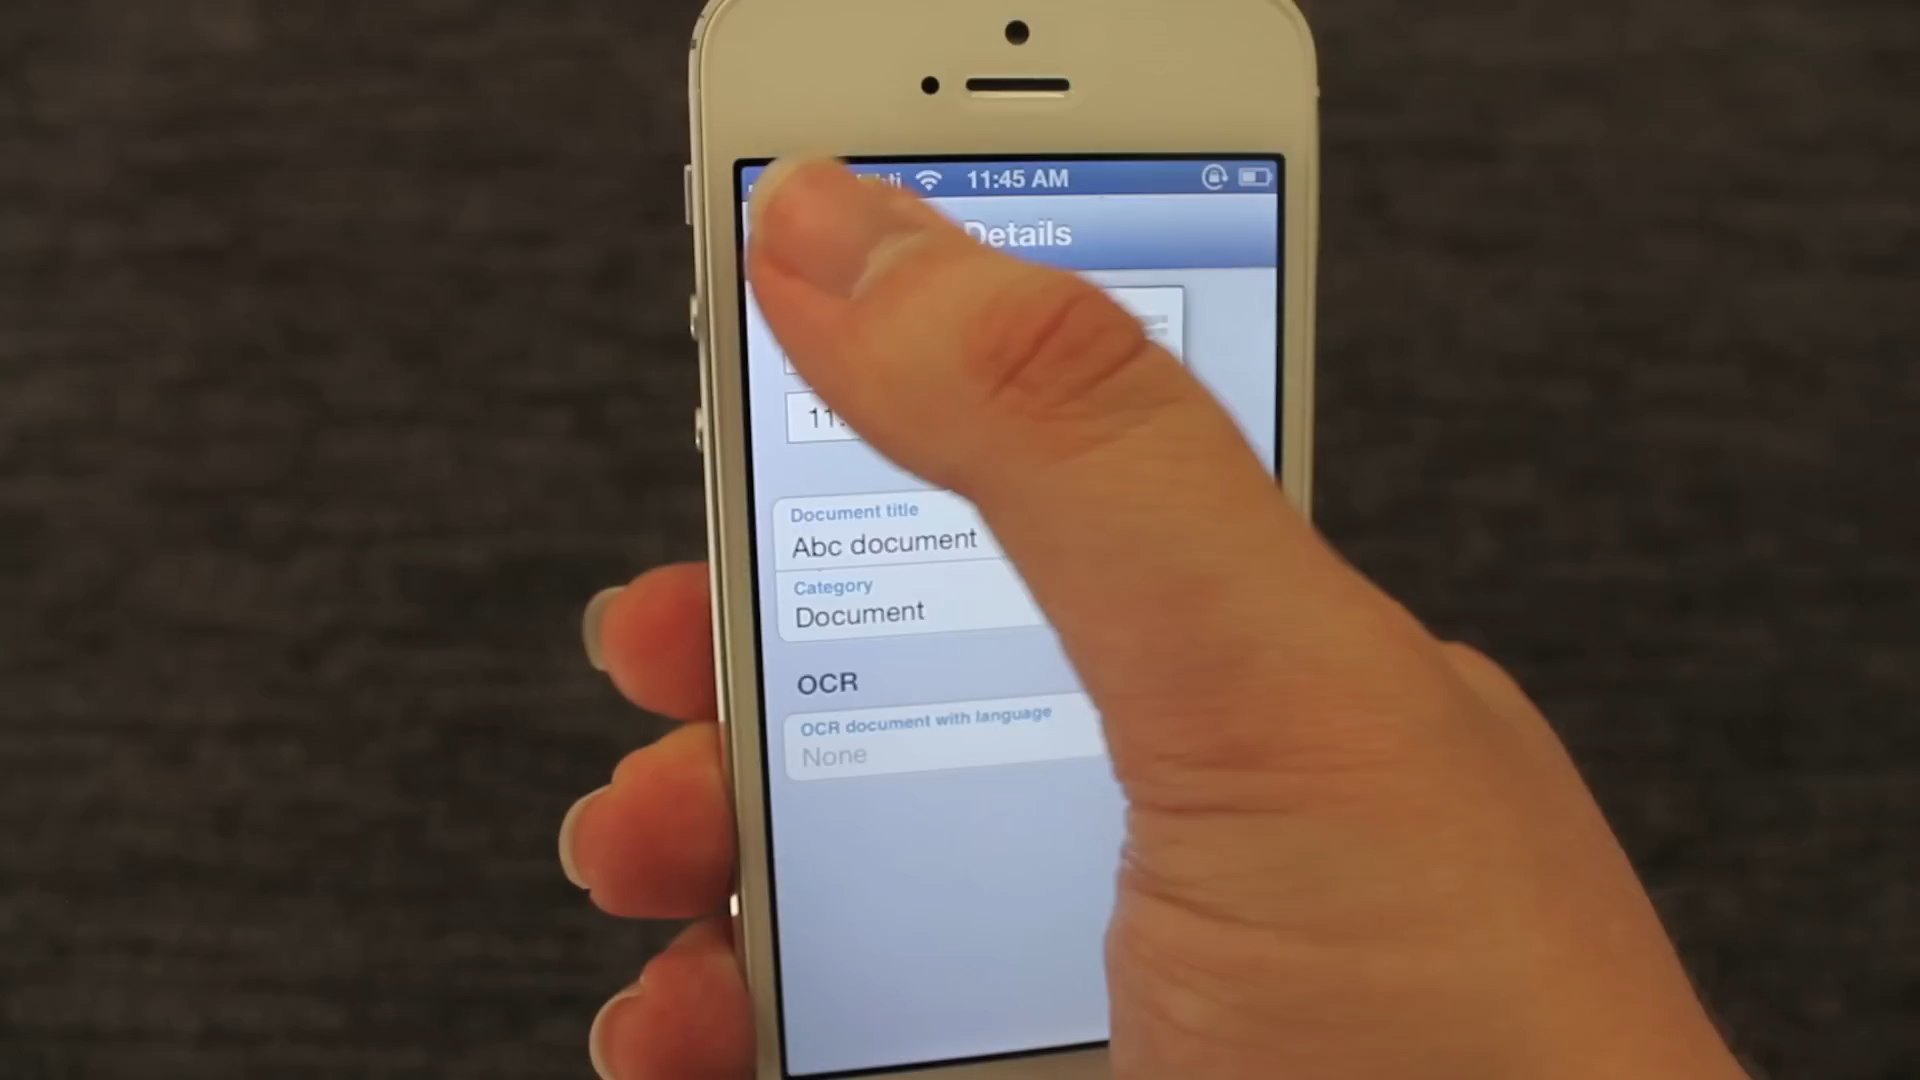 11:45 AM
Details
Document title
Abc document
Category
Document
OCR
OCR document with language
None